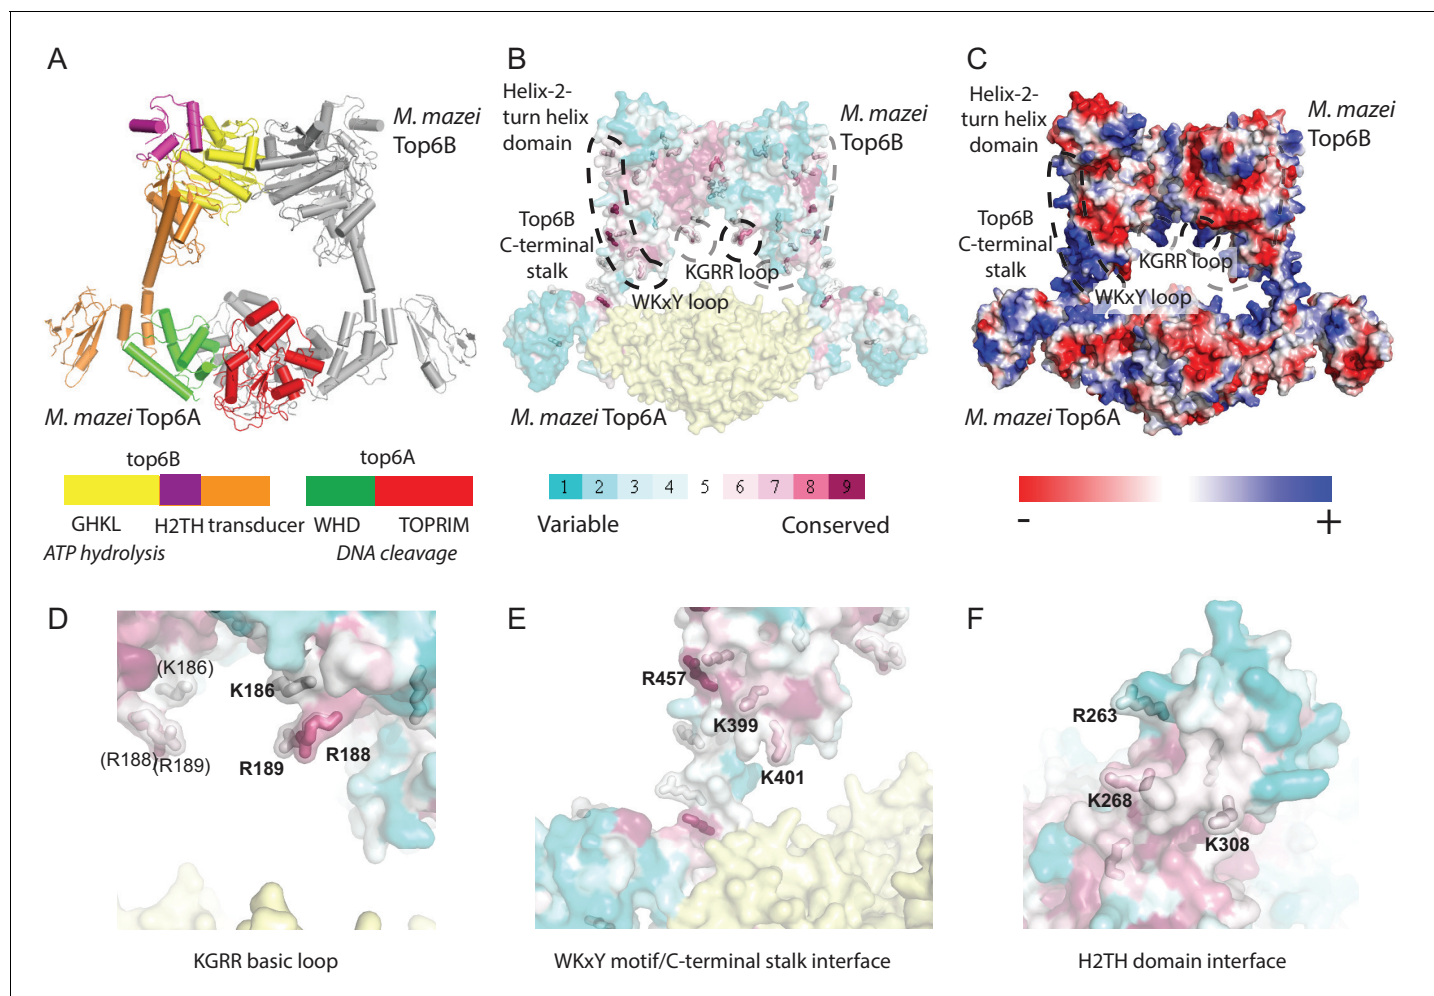 A
M. mazei
Top6B
M. mazei Top6A
top6B
top6A
GHKL
H2TH
transducer
WHD
TOPRIM
ATP hydrolysis
DNA cleavage
B
Helix-2-
turn helix
domain
M. mazei
Top6B
Top6B
C-terminal
stalk
KGRR loop
WKxY loop
M. mazei Top6A
1 2 3 4 5 6 7 8 9
Variable
Conserved
C
Helix-2-
turn helix
domain
M. mazei
Top6B
Top6B
C-terminal
stalk
KGRR loop
WKxY loop
M. mazei Top6A
-
+
D
(K186)
K186
(R188)
(R189)
R189
R188
KGRR basic loop
E
R457
K399
K401
WKxY motif/C-terminal stalk interface
F
R263
K268
K308
H2TH domain interface